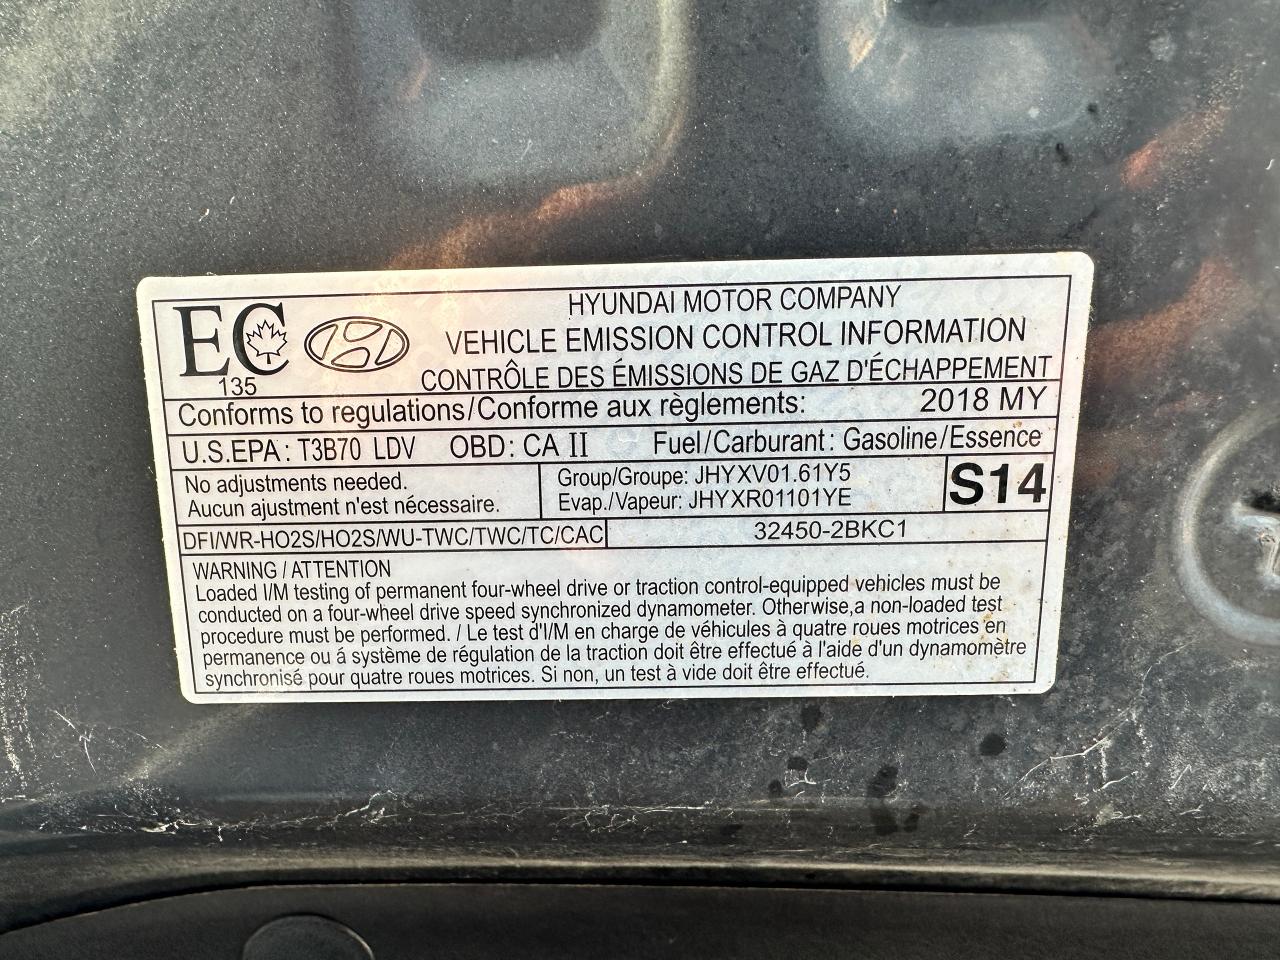 EC
135
HYUNDAI MOTOR COMPANY
VEHICLE EMISSION CONTROL INFORMATION
CONTRÔLE DES ÉMISSIONS DE GAZ D'ÉCHAPPEMENT
Conforms to regulations/Conforme aux règlements: 2018 MY
U.S.EPA: T3B70 LDV OBD: CA II Fuel/Carburant: Gasoline/Essence
No adjustments needed.
Aucun ajustment n'est nécessaire.
Group/Groupe: JHYXV01.61Y5
Evap./Vapeur: JHYXR01101YE
S14
DFI/WR-HO2S/HO2S/WU-TWC/TWC/TC/CAC 32450-2BKC1
WARNING / ATTENTION
Loaded I/M testing of permanent four-wheel drive or traction control-equipped vehicles must be
conducted on a four-wheel drive speed synchronized dynamometer. Otherwise,a non-loaded test
procedure must be performed. / Le test d'I/M en charge de véhicules à quatre roues motrices en
permanence ou á système de régulation de la traction doit être effectué à l'aide d'un dynamomètre
synchronisé pour quatre roues motrices. Si non, un test à vide doit être effectué.